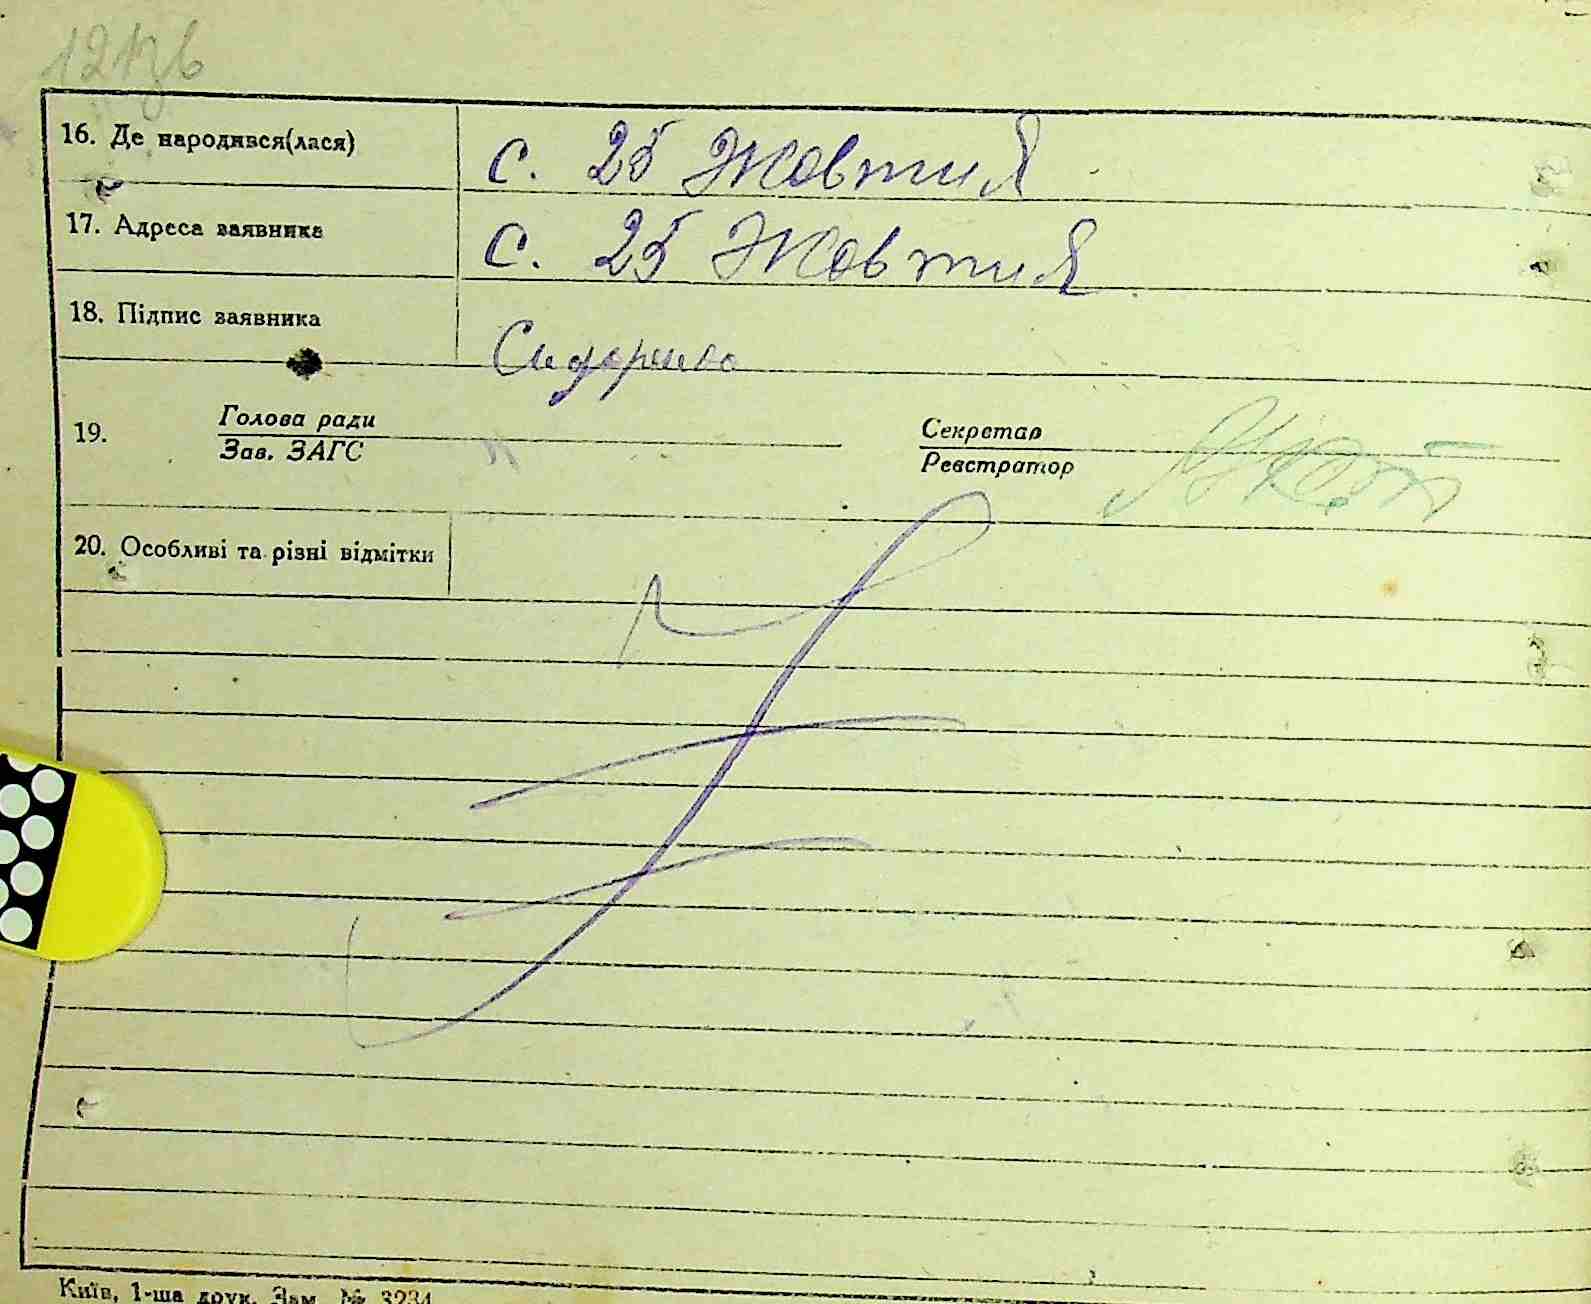 121зв
16. Де народився(лася) с. 25 Жовтня
17. Адреса заявника с. 25 Жовтня
18. Підпис заявника
19. Голова ради Секретар
Зав. ЗАГС Реєстратор
20. Особливі та різні відмітки
Київ, 1-ша друк. Зам. № 3234